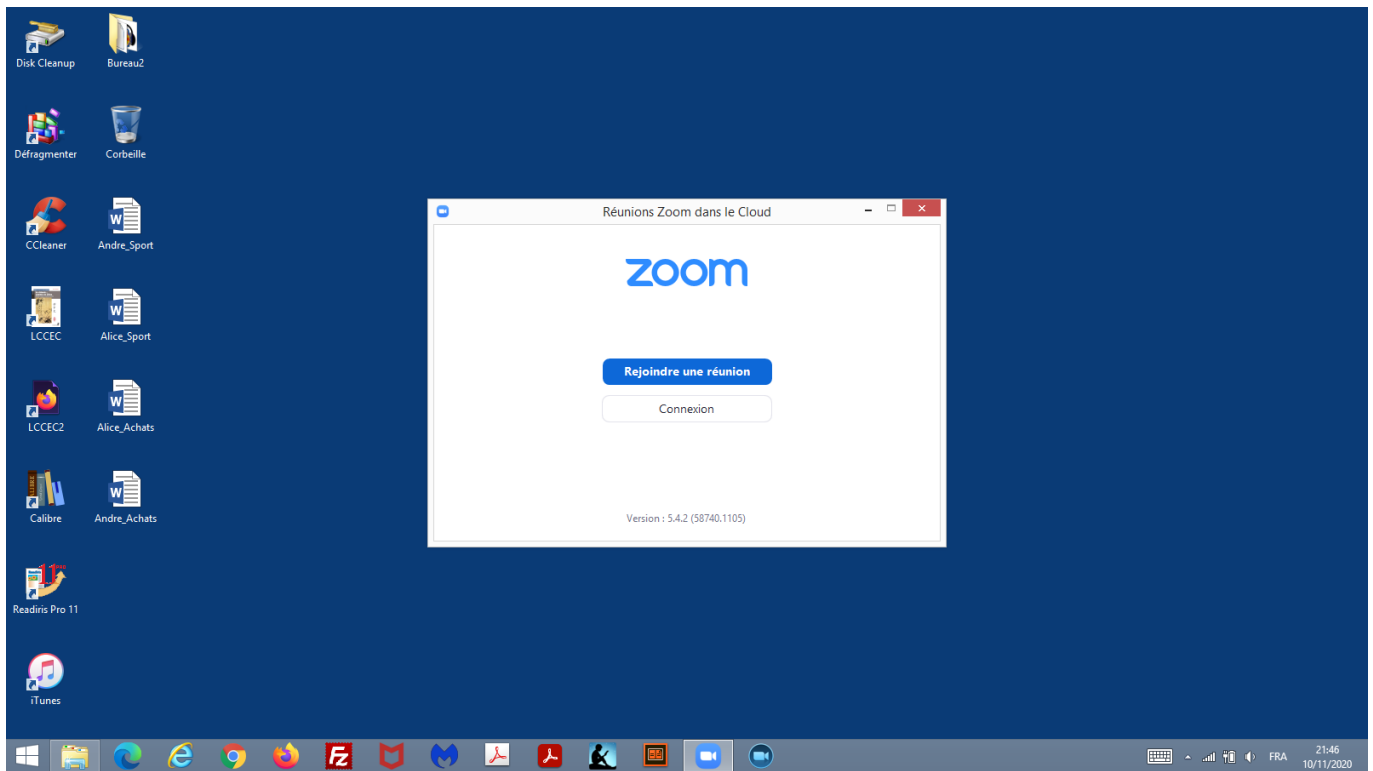 Disk Cleanup
Bureau2
Défragmenter
Corbeille
CCleaner
Andre_Sport
LCCEC
Alice_Sport
LCCEC2
Alice_Achats
Calibre
Andre_Achats
Readiris Pro 11
iTunes
Réunions Zoom dans le Cloud
zoom
Rejoindre une réunion
Connexion
Version : 5.4.2 (58740.1105)
FRA
21:46
10/11/2020